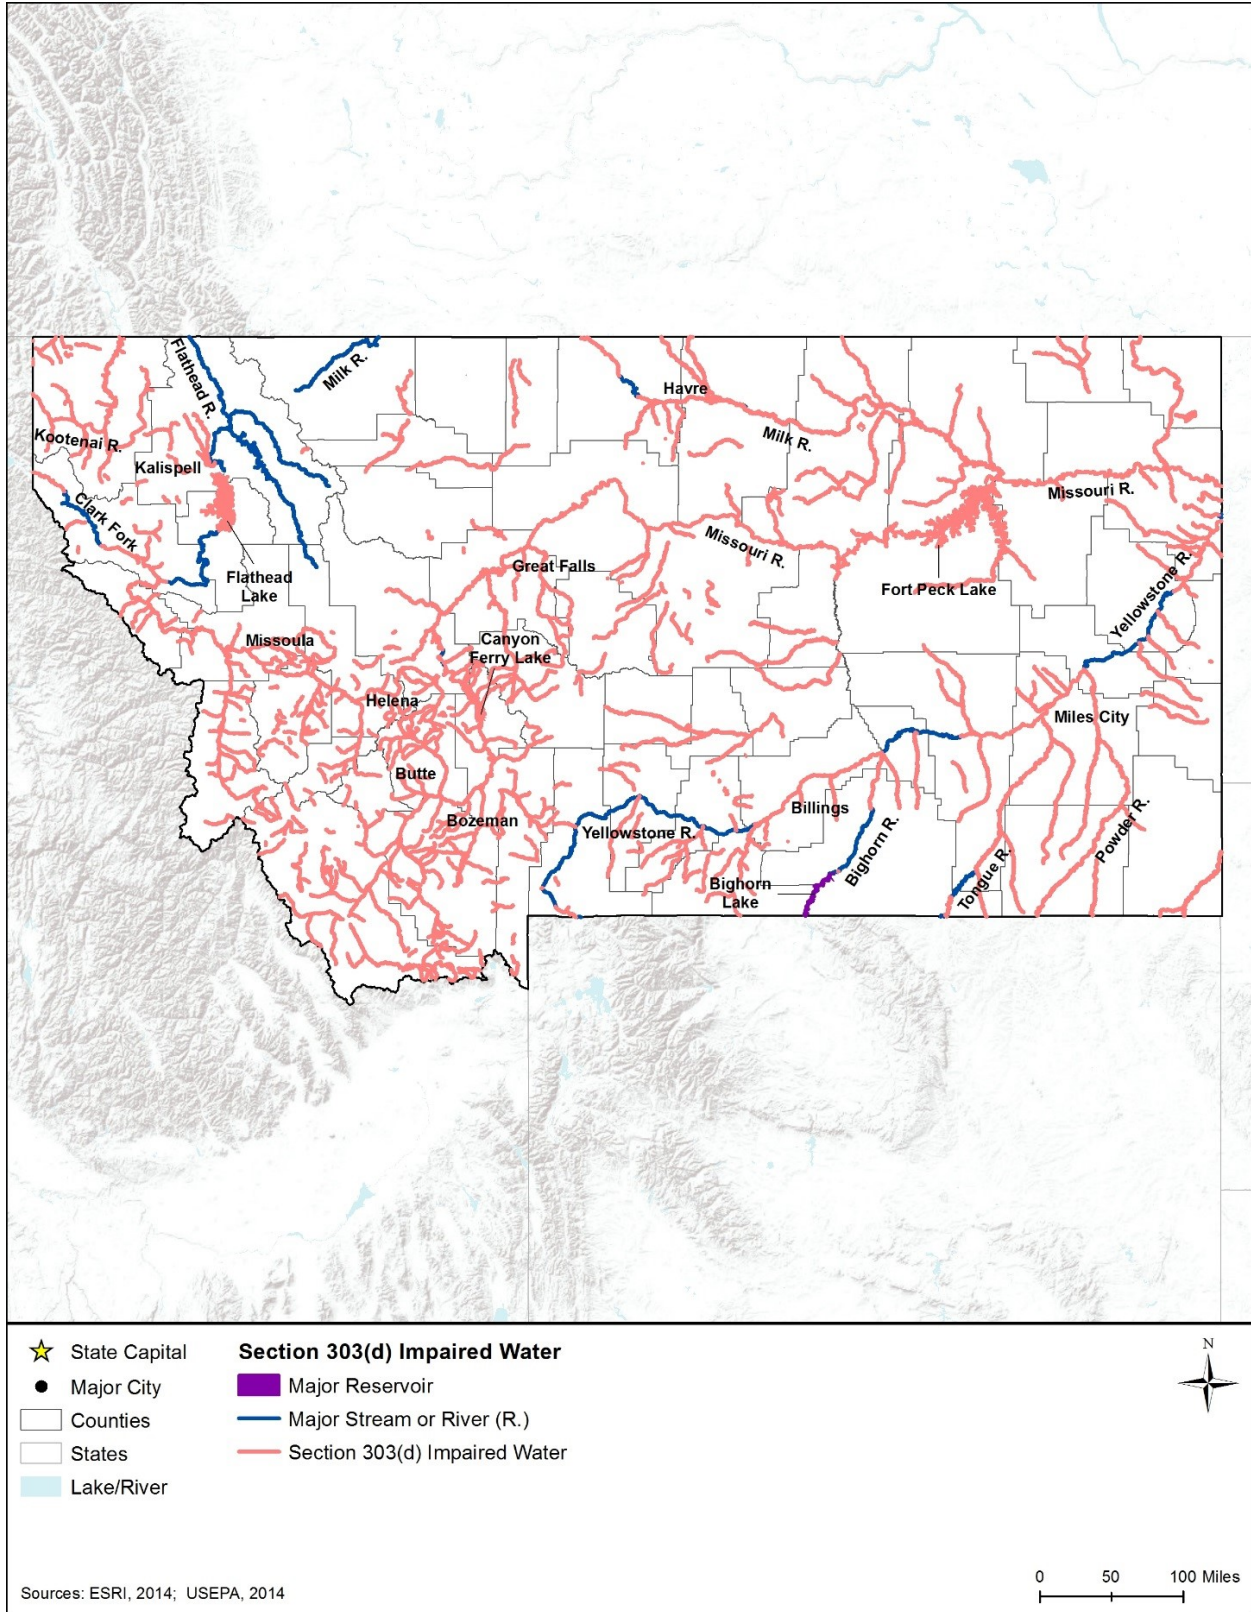 Flathead R.
Milk R.
Havre
Kootenai R.
Kalispell
Milk R.
Clark Fork
Missouri R.
Missouri R.
Great Falls
Flathead
Lake
Fort Peck Lake
Yellowstone R.
Missoula
Canyon
Ferry Lake
Helena
Miles City
Butte
Bozeman
Yellowstone R.
Billings
Bighorn R.
Powder R.
Bighorn
Lake
Tongue R.
State Capital
Major City
Counties
States
Lake/River
Section 303(d) Impaired Water
Major Reservoir
Major Stream or River (R.)
Section 303(d) Impaired Water
N
Sources: ESRI, 2014; USEPA, 2014
0 50 100 Miles